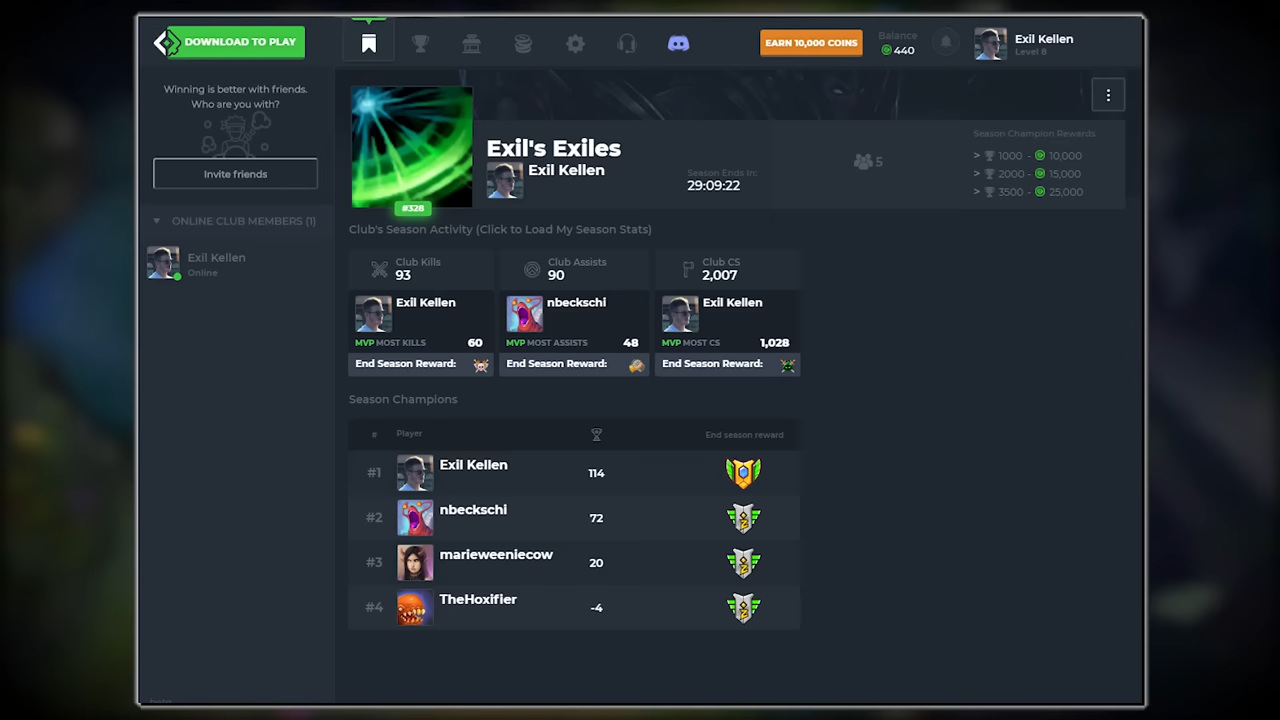 DOWNLOAD TO PLAY
EARN 10,000 COINS
Balance
440
Exil Kellen
Level 8
Winning is better with friends.
Who are you with?
Invite friends
ONLINE CLUB MEMBERS (1)
Exil Kellen
Online
#328
Exil's Exiles
Exil Kellen
Season Ends In:
29:09:22
5
Season Champion Rewards
> 1000 - 10,000
> 2000 - 15,000
> 3500 - 25,000
Club's Season Activity (Click to Load My Season Stats)
Club Kills
93
Exil Kellen
MVP MOST KILLS 60
End Season Reward:
Club Assists
90
nbeckschi
MVP MOST ASSISTS 48
End Season Reward:
Club CS
2,007
Exil Kellen
MVP MOST CS 1,028
End Season Reward:
Season Champions
# Player End season reward
#1 Exil Kellen 114
#2 nbeckschi 72
#3 marieweeniecow 20
#4 TheHoxifier -4